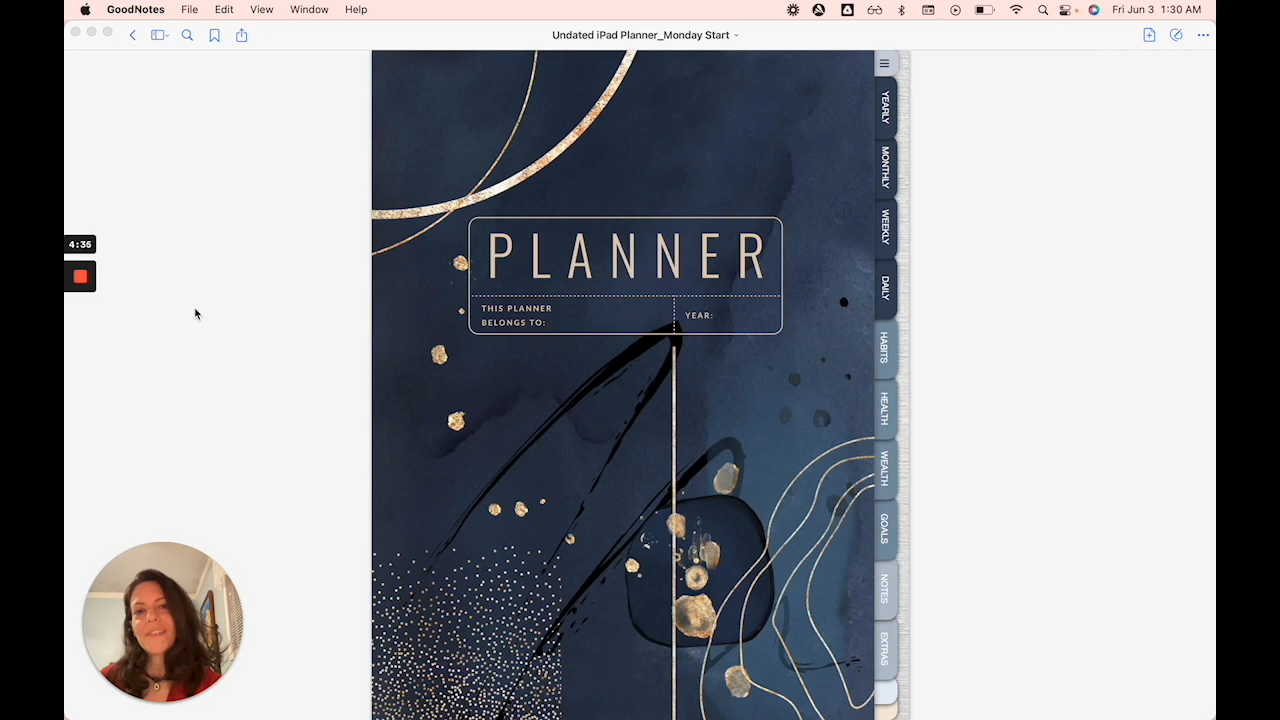 GoodNotes File Edit View Window Help Fri Jun 3 1:30 AM
Undated iPad Planner_Monday Start
4:35
PLANNER
THIS PLANNER
BELONGS TO:
YEAR:
YEARLY
MONTHLY
WEEKLY
DAILY
HABITS
HEALTH
WEALTH
GOALS
NOTES
EXTRAS